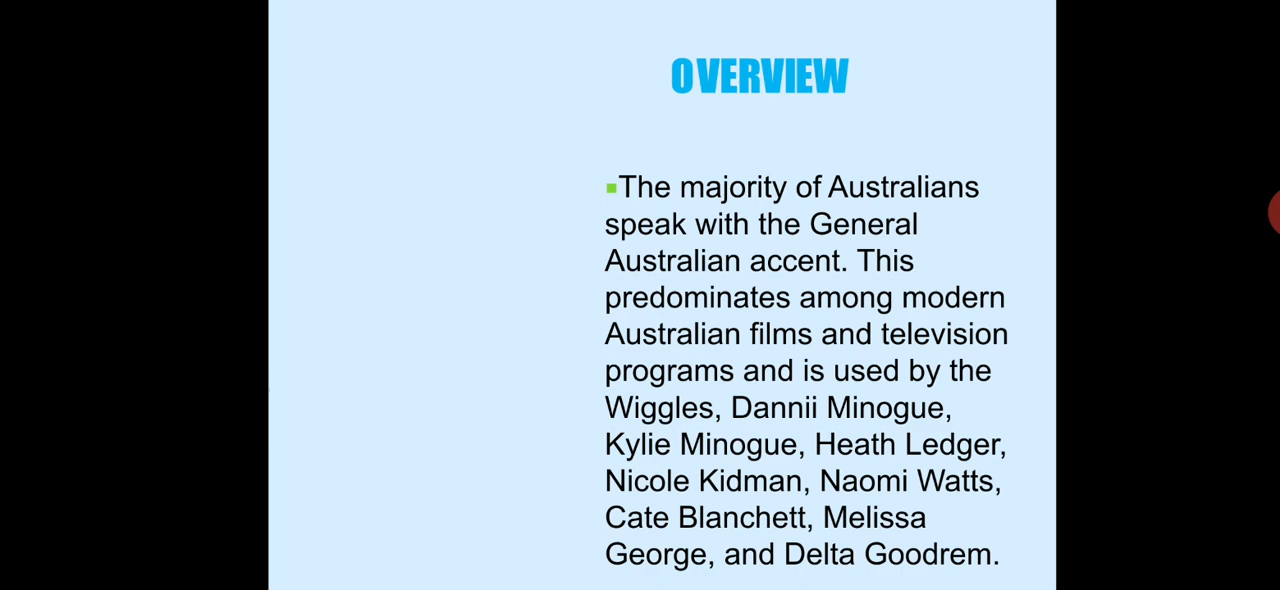 OVERVIEW
▪The majority of Australians
speak with the General
Australian accent. This
predominates among modern
Australian films and television
programs and is used by the
Wiggles, Dannii Minogue,
Kylie Minogue, Heath Ledger,
Nicole Kidman, Naomi Watts,
Cate Blanchett, Melissa
George, and Delta Goodrem.